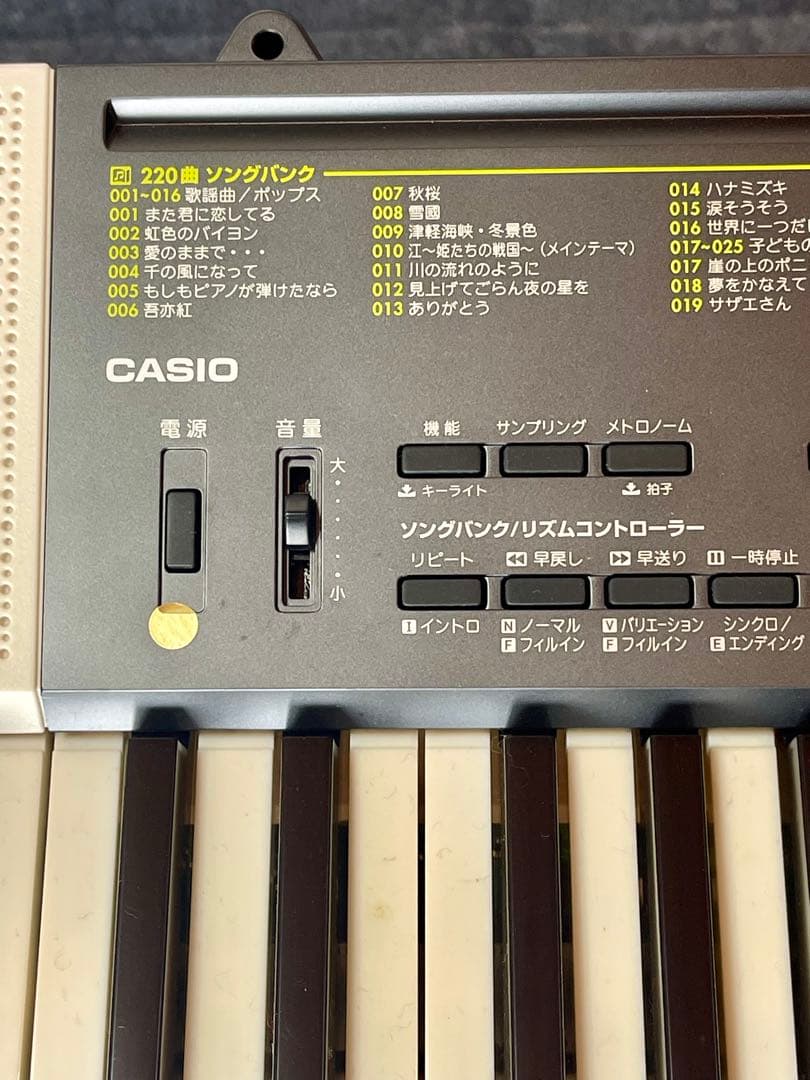 220曲 ソングバンク
001~016 歌謡曲/ポップス
001 また君に恋してる
002 虹色のバイヨン
003 愛のままで・・・
004 千の風になって
005 もしもピアノが弾けたなら
006 吾亦紅
007 秋桜
008 雪國
009 津軽海峡・冬景色
010 江〜姫たちの戦国〜(メインテーマ)
011 川の流れのように
012 見上げてごらん夜の星を
013 ありがとう
014 ハナミズキ
015 涙そうそう
016 世界に一つだけ
017~025 子どもの
017 崖の上のポニ
018 夢をかなえて
019 サザエさん
CASIO
電源
音量
大
小
機能 サンプリング メトロノーム
キーライト 拍子
ソングバンク/リズムコントローラー
リピート 早戻し 早送り 一時停止
I イントロ N ノーマル V バリエーション シンクロ/
F フィルイン F フィルイン E エンディング